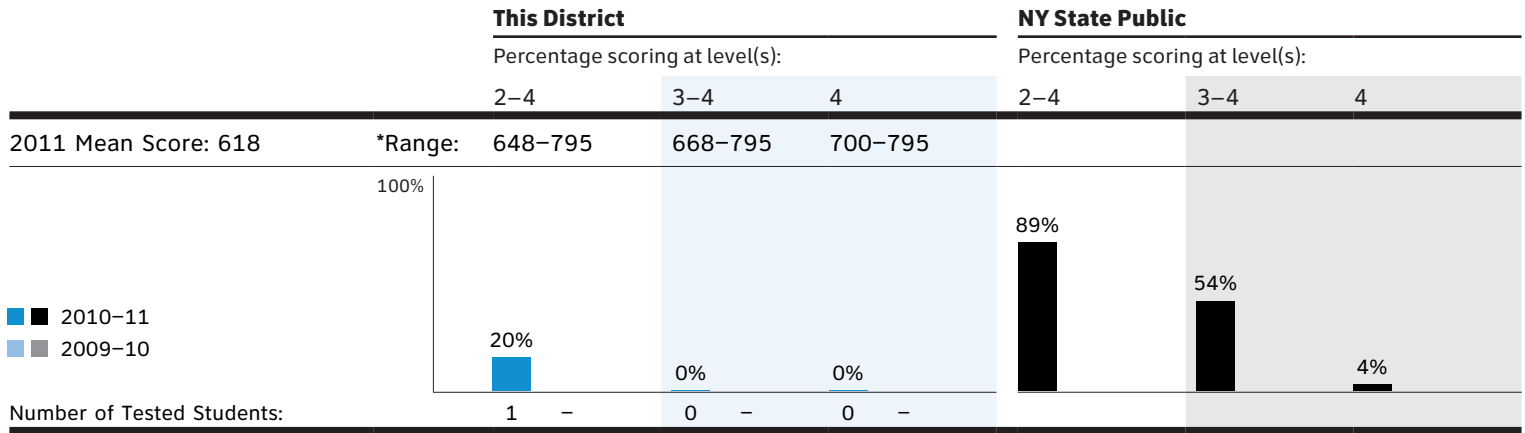 This District NY State Public
Percentage scoring at level(s): Percentage scoring at level(s):
2–4 3–4 4 2–4 3–4 4
2011 Mean Score: 618 *Range: 648–795 668–795 700–795
100%
89%
54%
2010–11
2009–10
20%
0% 0% 4%
Number of Tested Students: 1 – 0 – 0 –